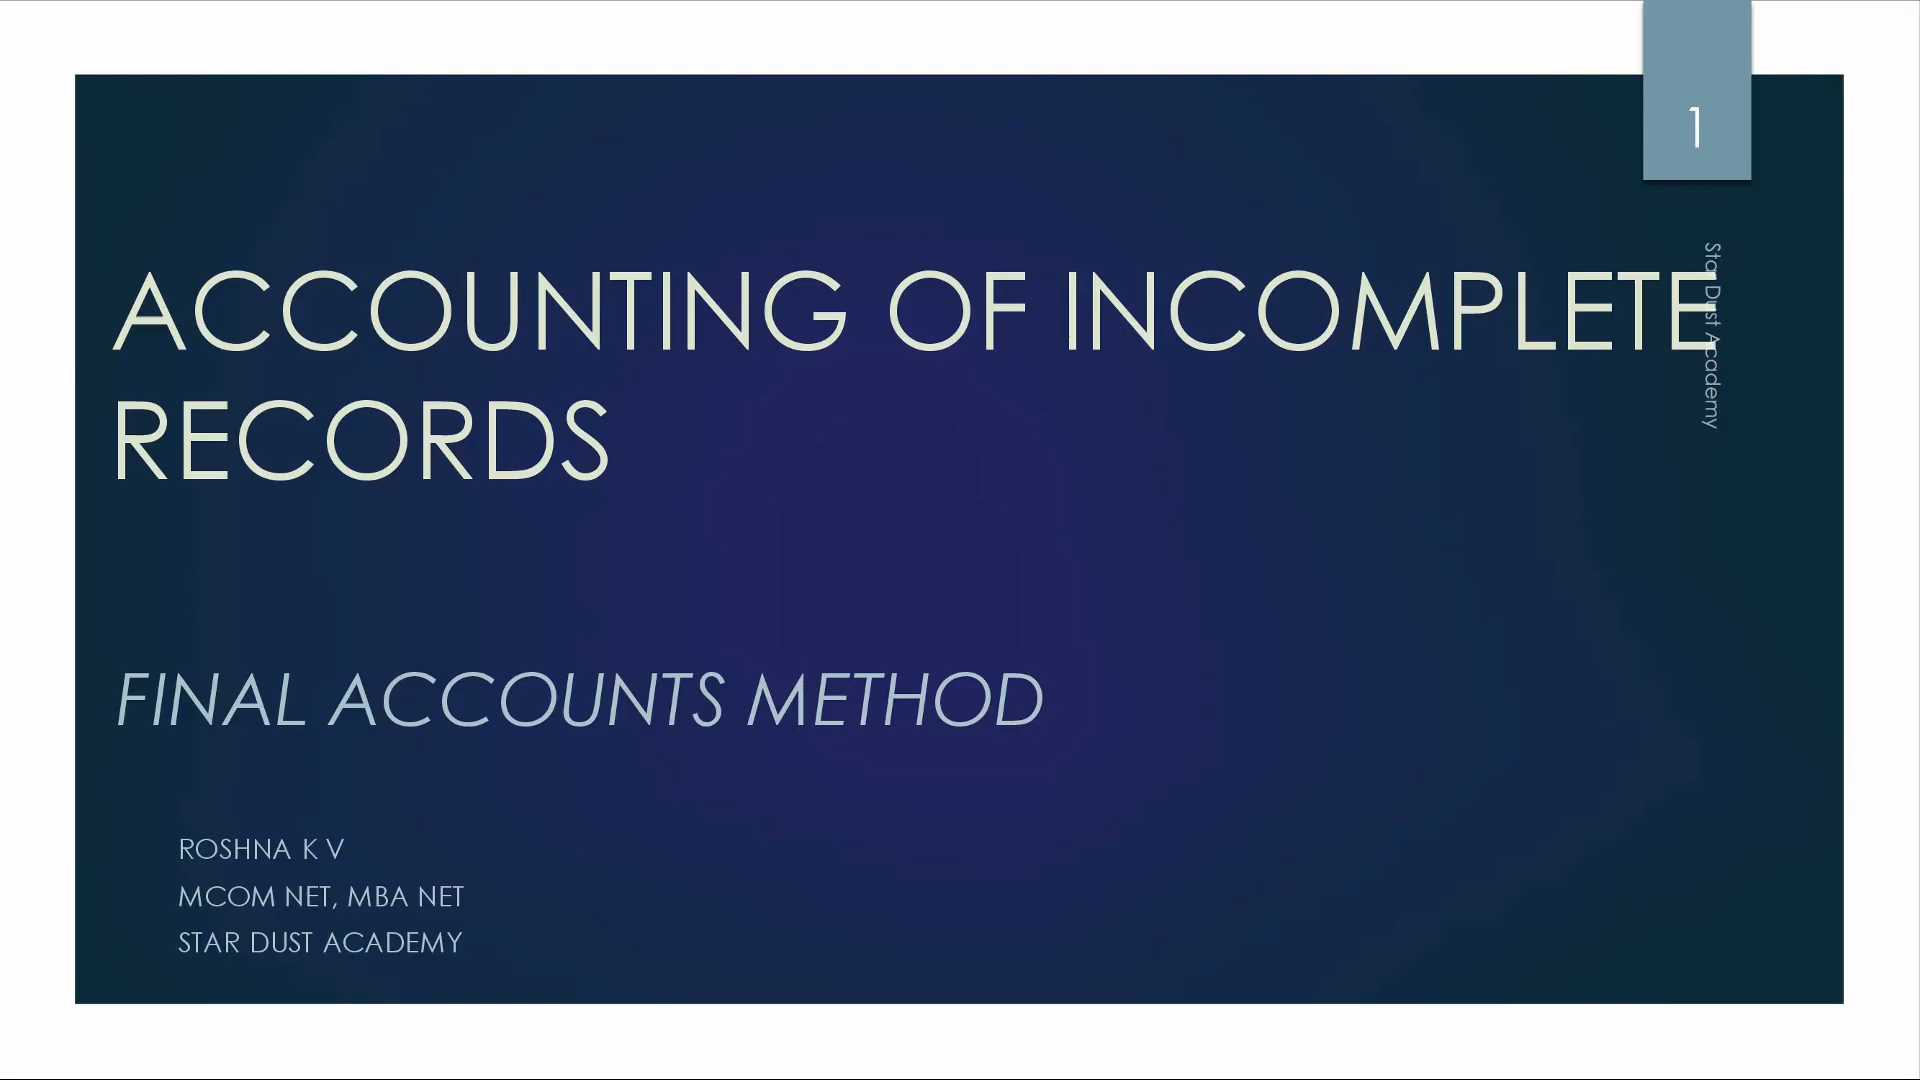 1
Star Dust Academy
ACCOUNTING OF INCOMPLETE
RECORDS
FINAL ACCOUNTS METHOD
ROSHNA K V
MCOM NET, MBA NET
STAR DUST ACADEMY